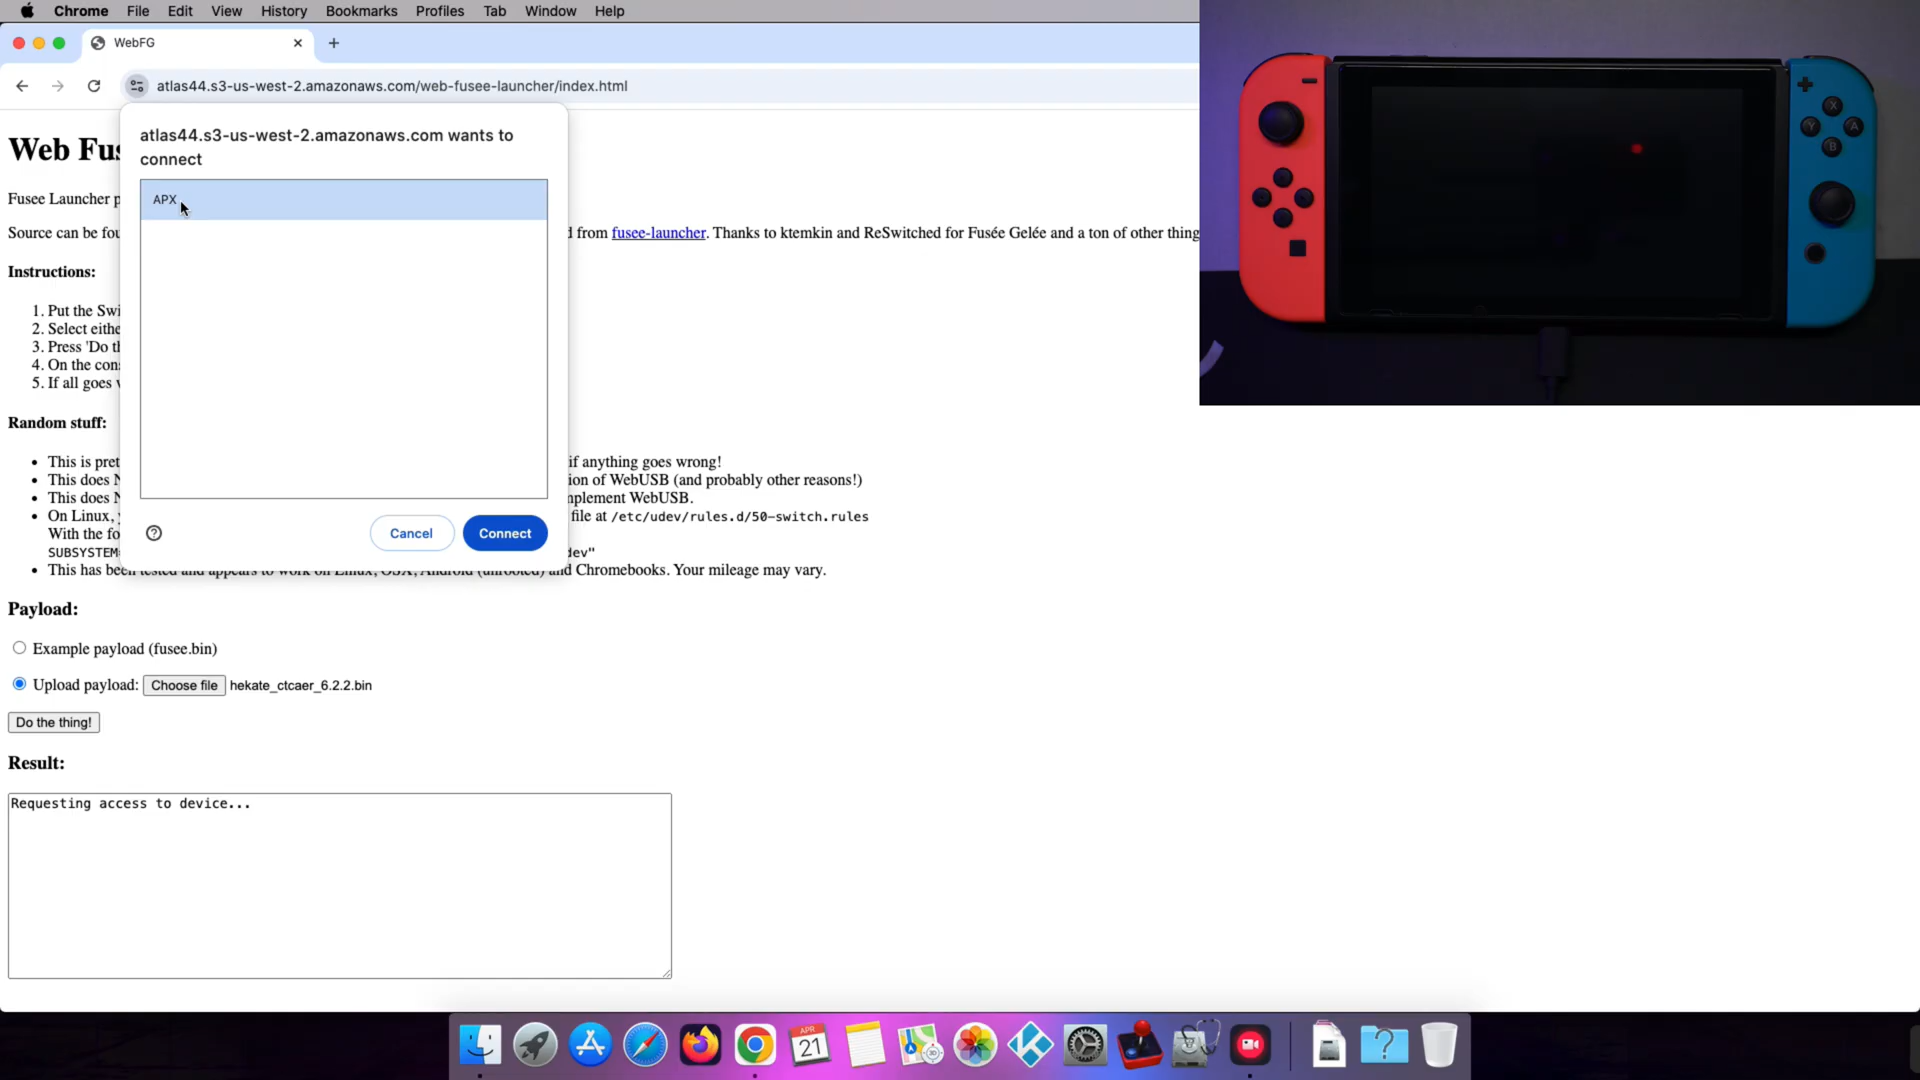 Chrome File Edit View History Bookmarks Profiles Tab Window Help
WebFG
atlas44.s3-us-west-2.amazonaws.com/web-fusee-launcher/index.html
atlas44.s3-us-west-2.amazonaws.com wants to
connect
APX
Cancel Connect
Web Fus
Fusee Launcher p
Source can be fou d from fusee-launcher. Thanks to ktemkin and ReSwitched for Fusée Gelée and a ton of other thing
Instructions:
1. Put the Swi
2. Select eithe
3. Press 'Do th
4. On the cons
5. If all goes w
Random stuff:
This is pret if anything goes wrong!
This does N ion of WebUSB (and probably other reasons!)
This does N mplement WebUSB.
On Linux, y file at /etc/udev/rules.d/50-switch.rules
With the fo
SUBSYSTEM= dev"
This has been tested and appears to work on Linux, OSX, Android (unrooted) and Chromebooks. Your mileage may vary.
Payload:
Example payload (fusee.bin)
Upload payload: Choose file hekate_ctcaer_6.2.2.bin
Do the thing!
Result:
Requesting access to device...
X
Y A
B
APR
21